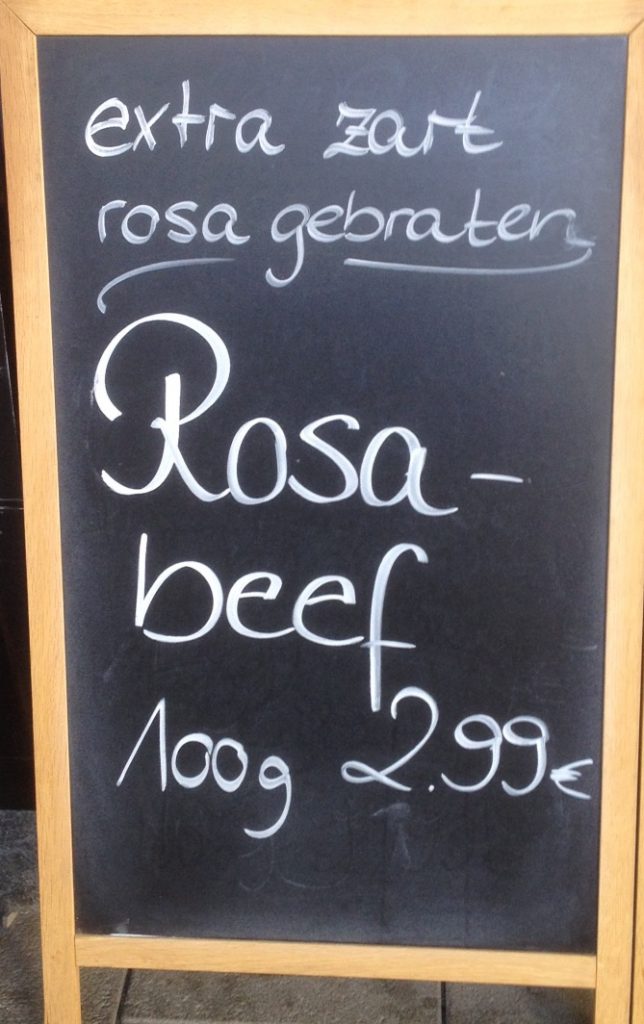 extra zart
rosa gebraten
Rosa-
beef
100g 2.99€